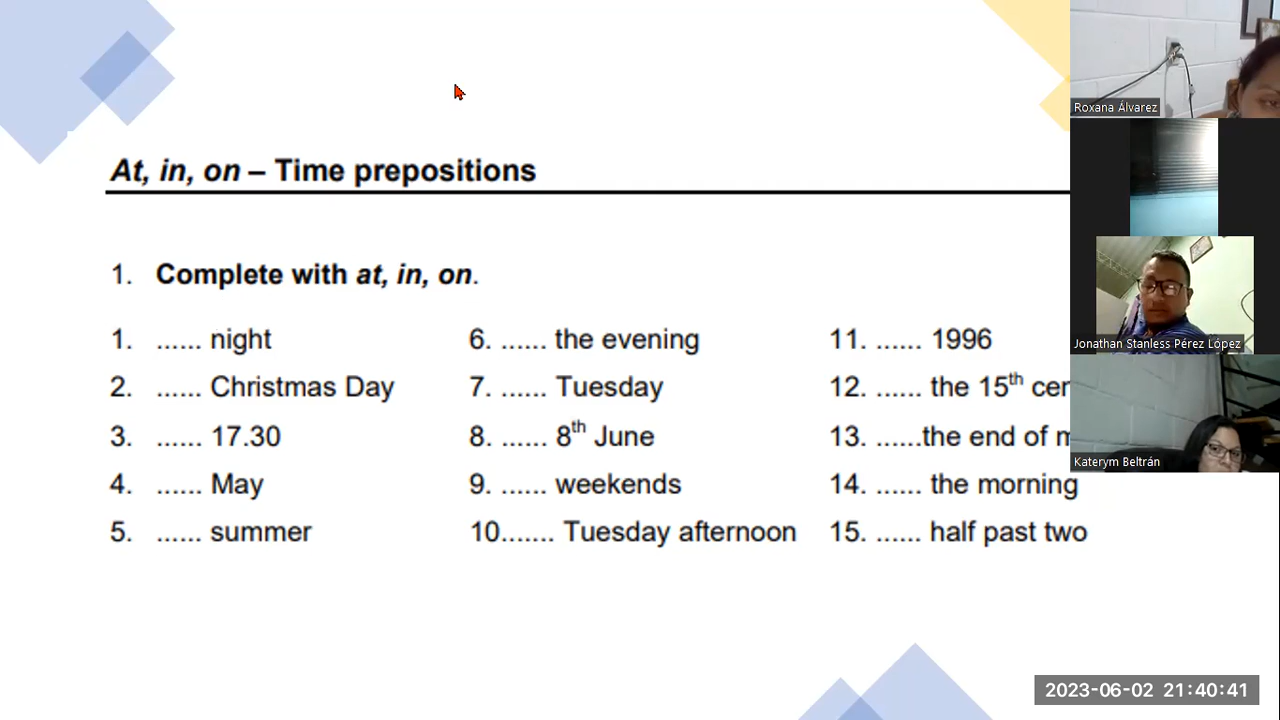 At, in, on – Time prepositions
1. Complete with at, in, on.
1. ...... night
2. ...... Christmas Day
3. ...... 17.30
4. ...... May
5. ...... summer
6. ...... the evening
7. ...... Tuesday
8. ...... 8th June
9. ...... weekends
10....... Tuesday afternoon
11. ...... 1996
12. ...... the 15th
13. ......the end of
14. ...... the morning
15. ...... half past two
Roxana Álvarez
Jonathan Stanless Pérez López
Katerym Beltrán
2023-06-02 21:40:41